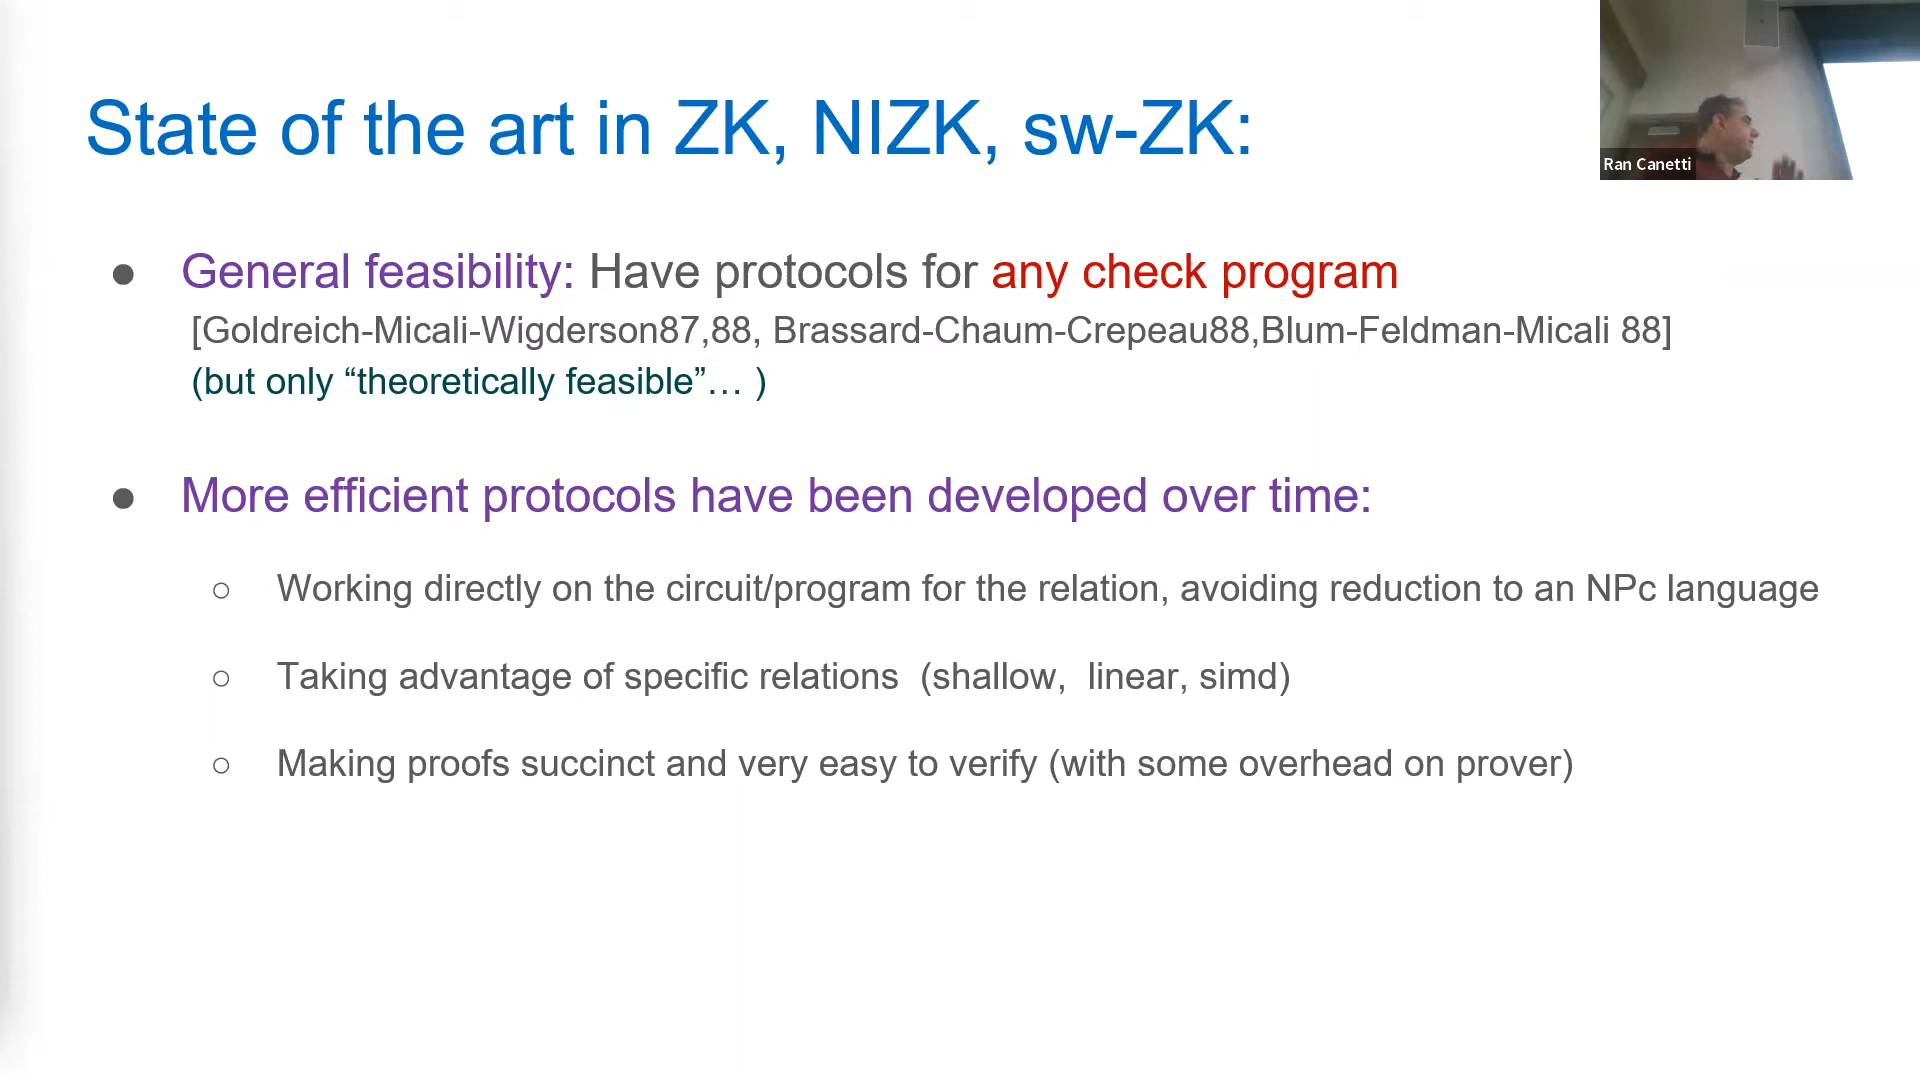 State of the art in ZK, NIZK, sw-ZK:
Ran Canetti
● General feasibility: Have protocols for any check program
[Goldreich-Micali-Wigderson87,88, Brassard-Chaum-Crepeau88,Blum-Feldman-Micali 88]
(but only “theoretically feasible”… )
● More efficient protocols have been developed over time:
○ Working directly on the circuit/program for the relation, avoiding reduction to an NPc language
○ Taking advantage of specific relations (shallow, linear, simd)
○ Making proofs succinct and very easy to verify (with some overhead on prover)